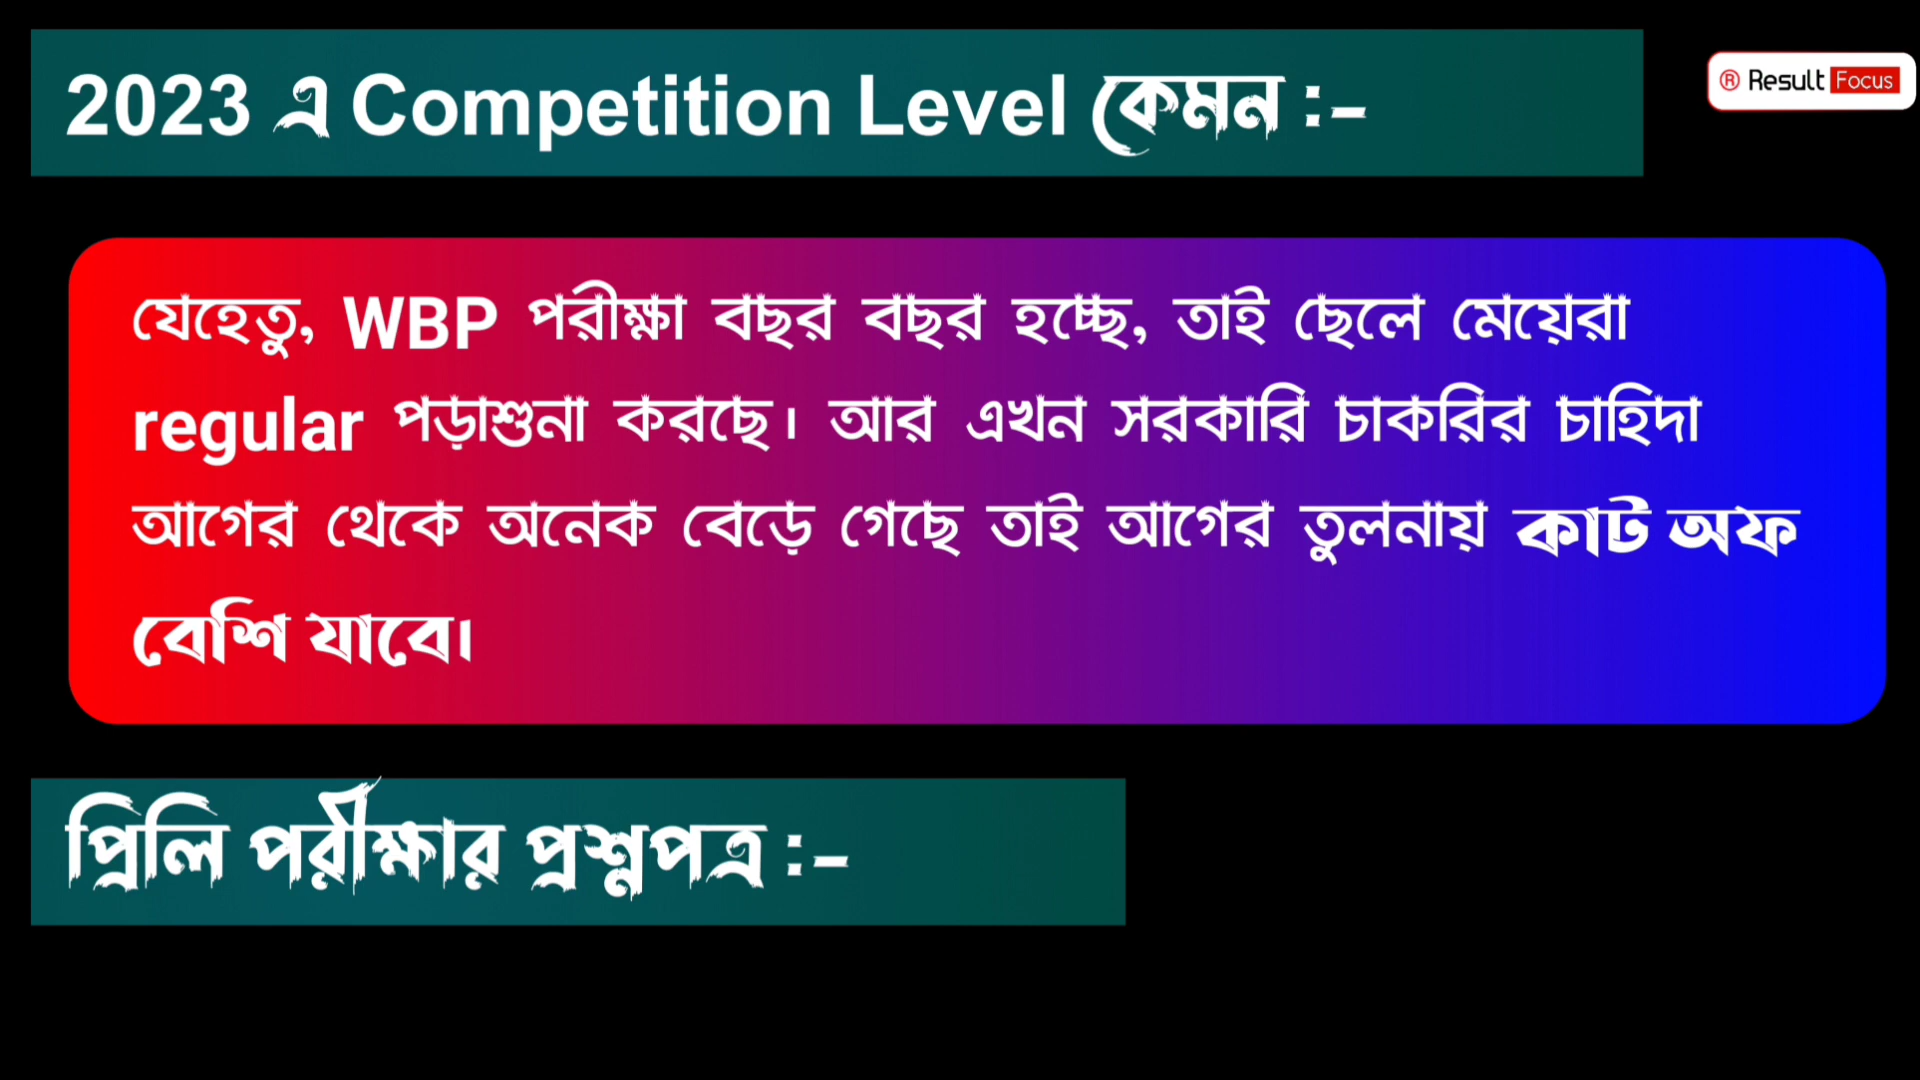 2023 এ Competition Level কেমন :-
® Result Focus
যেহেতু, WBP পরীক্ষা বছর বছর হচ্ছে, তাই ছেলে মেয়েরা
regular পড়াশুনা করছে। আর এখন সরকারি চাকরির চাহিদা
আগের থেকে অনেক বেড়ে গেছে তাই আগের তুলনায় কাট অফ
বেশি যাবে।
প্রিলি পরীক্ষার প্রশ্নপত্র :-